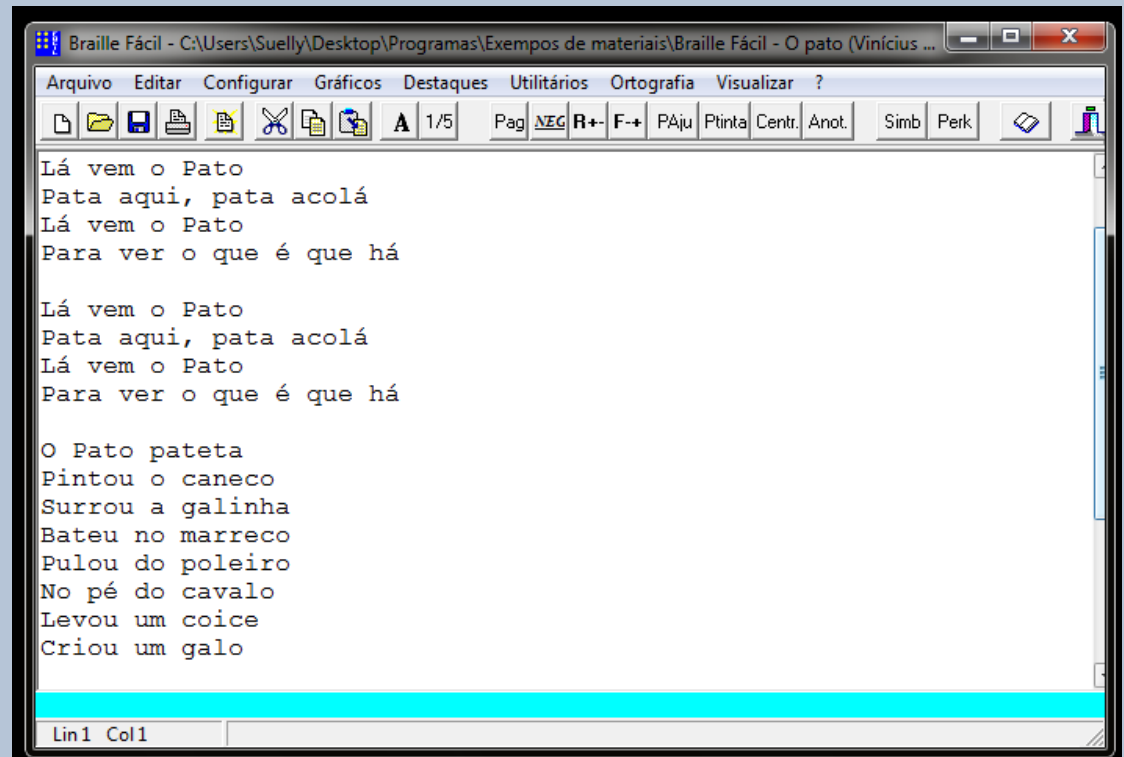 Braille Fácil - C:\Users\Suelly\Desktop\Programas\Exempos de materiais\Braille Fácil - O pato (Vinícius ...
Arquivo Editar Configurar Gráficos Destaques Utilitários Ortografia Visualizar ?
A 1/5 Pag NEG R+- F-+ PAju Ptinta Centr. Anot. Simb Perk
Lá vem o Pato
Pata aqui, pata acolá
Lá vem o Pato
Para ver o que é que há
Lá vem o Pato
Pata aqui, pata acolá
Lá vem o Pato
Para ver o que é que há
O Pato pateta
Pintou o caneco
Surrou a galinha
Bateu no marreco
Pulou do poleiro
No pé do cavalo
Levou um coice
Criou um galo
Lin 1 Col 1